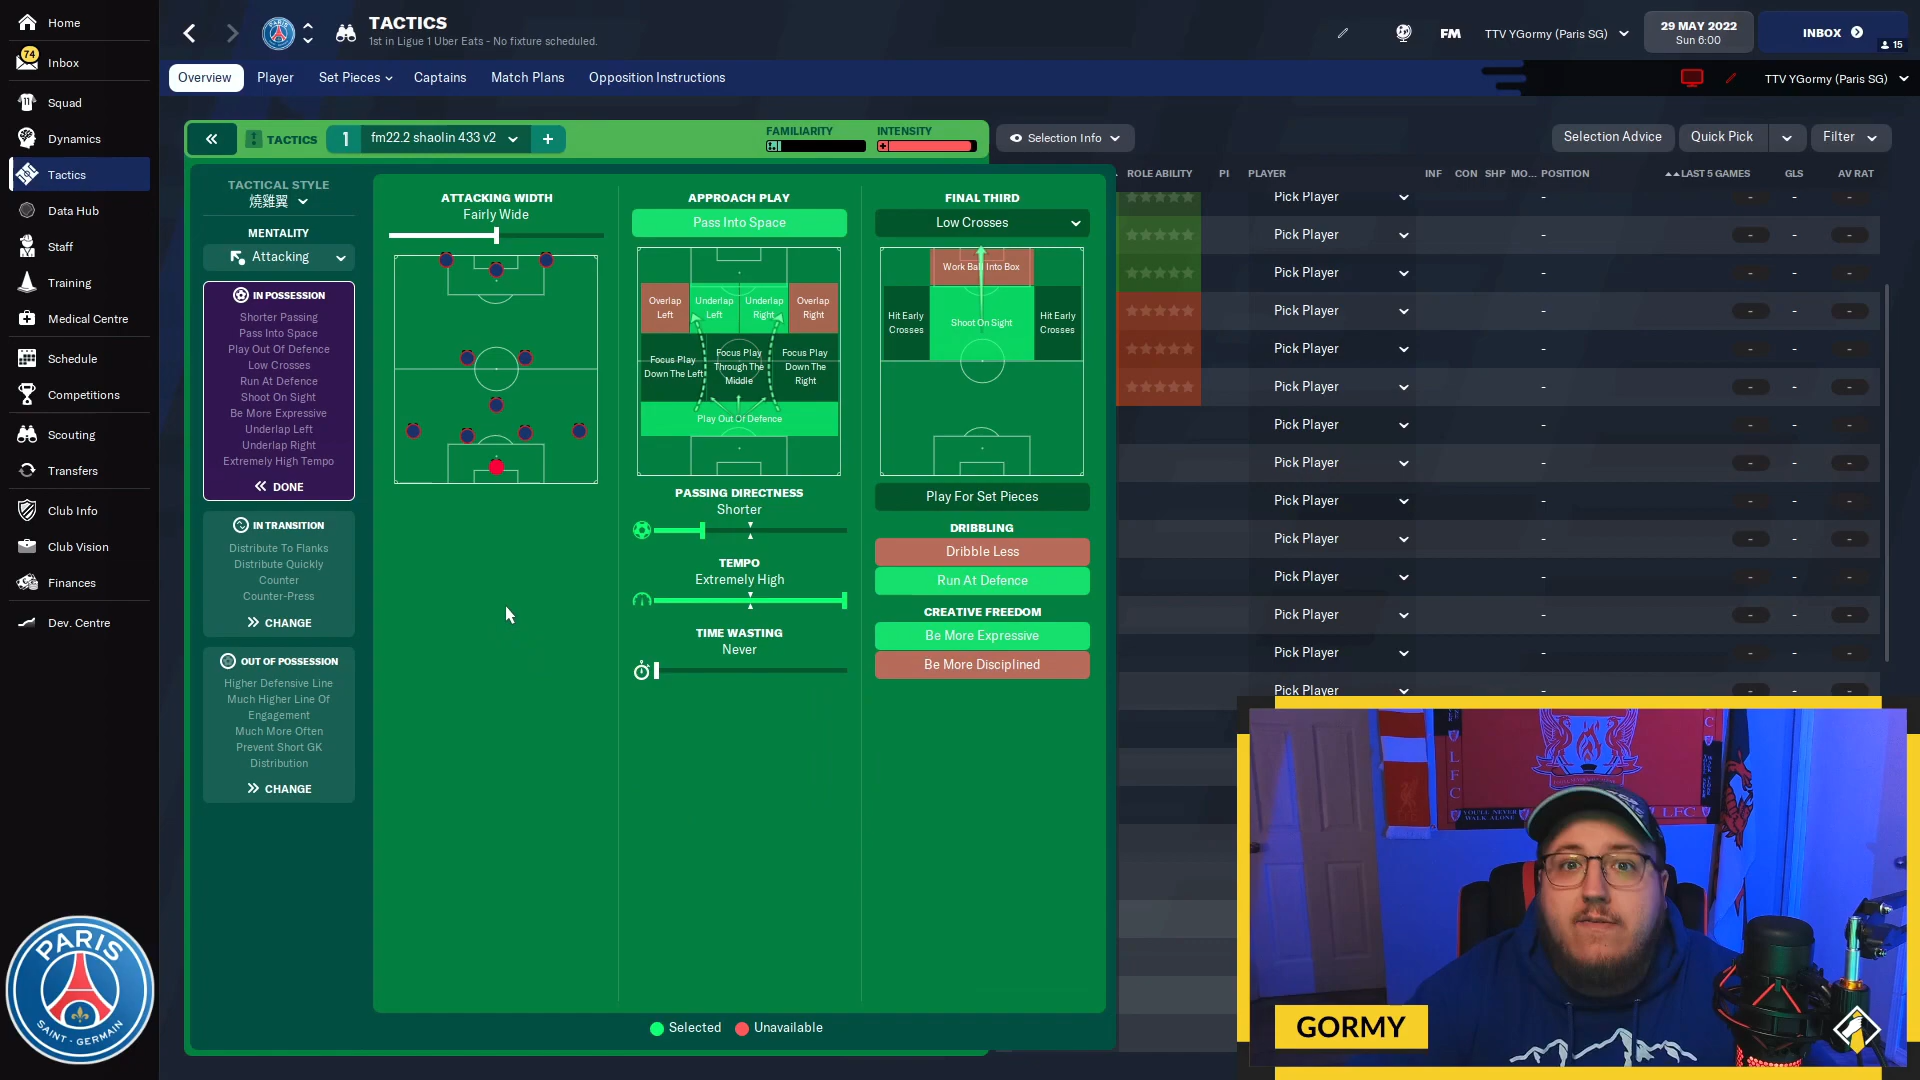 Home
74
Inbox
Squad
Dynamics
Tactics
Data Hub
Staff
Training
Medical Centre
Schedule
Competitions
Scouting
Transfers
Club Info
Club Vision
Finances
Dev. Centre
PARIS
SAINT-GERMAIN
TACTICS
1st in Ligue 1 Uber Eats - No fixture scheduled.
FM
TTV YGormy (Paris SG)
29 MAY 2022
Sun 6:00
INBOX
15
Overview
Player
Set Pieces
Captains
Match Plans
Opposition Instructions
TTV YGormy (Paris SG)
TACTICS
1
fm22.2 shaolin 433 v2
FAMILIARITY
INTENSITY
Selection Info
Selection Advice
Quick Pick
Filter
TACTICAL STYLE
燒雞翼
MENTALITY
Attacking
IN POSSESSION
Shorter Passing
Pass Into Space
Play Out Of Defence
Low Crosses
Run At Defence
Shoot On Sight
Be More Expressive
Underlap Left
Underlap Right
Extremely High Tempo
DONE
IN TRANSITION
Distribute To Flanks
Distribute Quickly
Counter
Counter-Press
CHANGE
OUT OF POSSESSION
Higher Defensive Line
Much Higher Line Of
Engagement
Much More Often
Prevent Short GK
Distribution
CHANGE
ATTACKING WIDTH
Fairly Wide
APPROACH PLAY
Pass Into Space
Overlap Left
Underlap Left
Underlap Right
Overlap Right
Focus Play Down The Left
Focus Play Through The Middle
Focus Play Down The Right
Play Out Of Defence
PASSING DIRECTNESS
Shorter
TEMPO
Extremely High
TIME WASTING
Never
FINAL THIRD
Low Crosses
Work Ball Into Box
Hit Early Crosses
Shoot On Sight
Hit Early Crosses
Play For Set Pieces
DRIBBLING
Dribble Less
Run At Defence
CREATIVE FREEDOM
Be More Expressive
Be More Disciplined
Selected
Unavailable
ROLE ABILITY PI PLAYER INF CON SHP MO... POSITION LAST 5 GAMES GLS AV RAT
Pick Player - - - -
Pick Player - - - -
Pick Player - - - -
Pick Player - - - -
Pick Player - - - -
Pick Player - - - -
Pick Player - - - -
Pick Player - - - -
Pick Player - - - -
Pick Player - - - -
Pick Player - - - -
Pick Player - - - -
Pick Player - - - -
Pick Player - - - -
LFC
YOU'LL NEVER WALK ALONE
LFC
GORMY